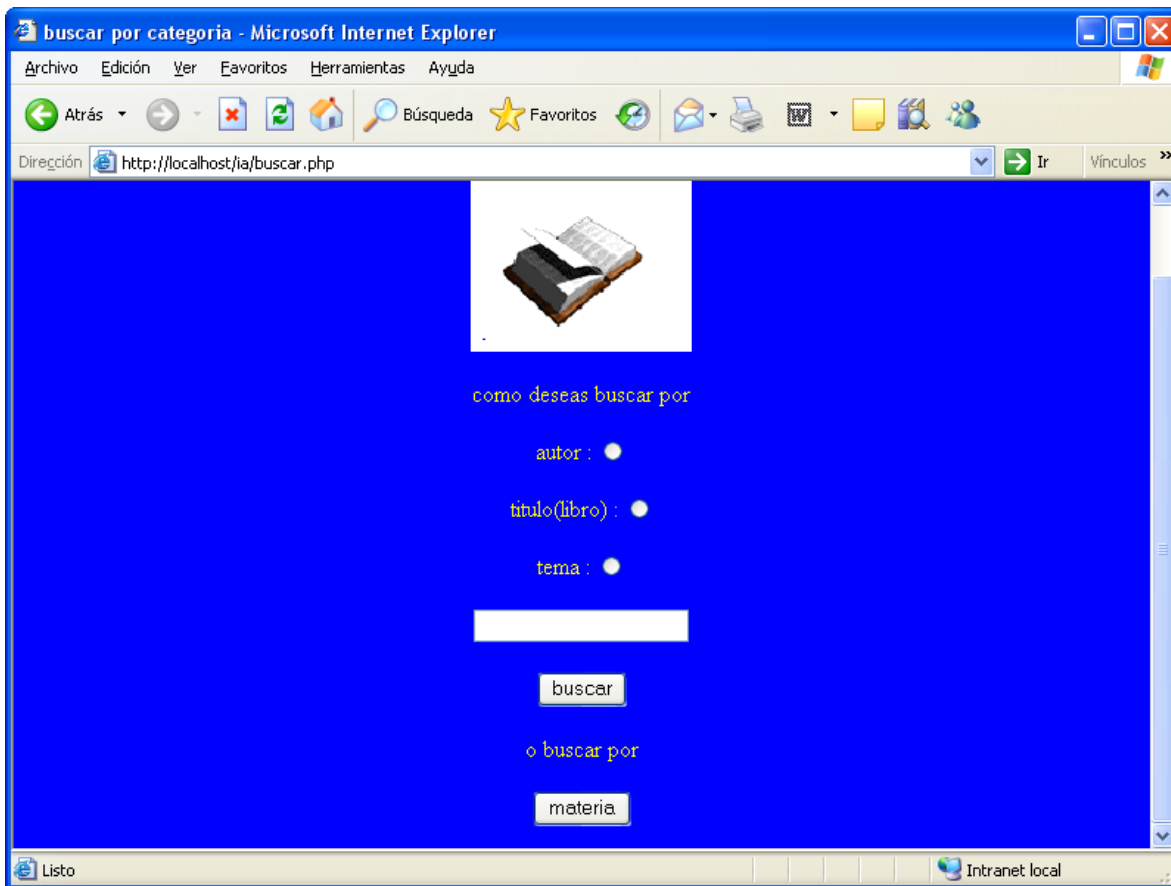 buscar por categoria - Microsoft Internet Explorer
Archivo Edición Ver Favoritos Herramientas Ayuda
Atrás Búsqueda Favoritos
Dirección http://localhost/ia/buscar.php Ir Vínculos »
como deseas buscar por
autor :
titulo(libro) :
tema :
buscar
o buscar por
materia
Listo Intranet local